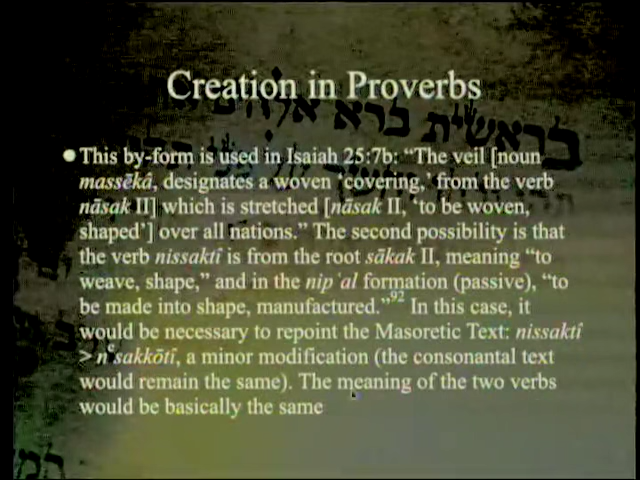 Creation in Proverbs
בראשית ברא אלהים
● This by-form is used in Isaiah 25:7b: “The veil [noun
massēkâ, designates a woven ‘covering,’ from the verb
nāsak II] which is stretched [nāsak II, ‘to be woven,
shaped’] over all nations.” The second possibility is that
the verb nissaktî is from the root sākak II, meaning “to
weave, shape,” and in the nipʿal formation (passive), “to
be made into shape, manufactured.”92 In this case, it
would be necessary to repoint the Masoretic Text: nissaktî
> nᵉsakkōtî, a minor modification (the consonantal text
would remain the same). The meaning of the two verbs
would be basically the same